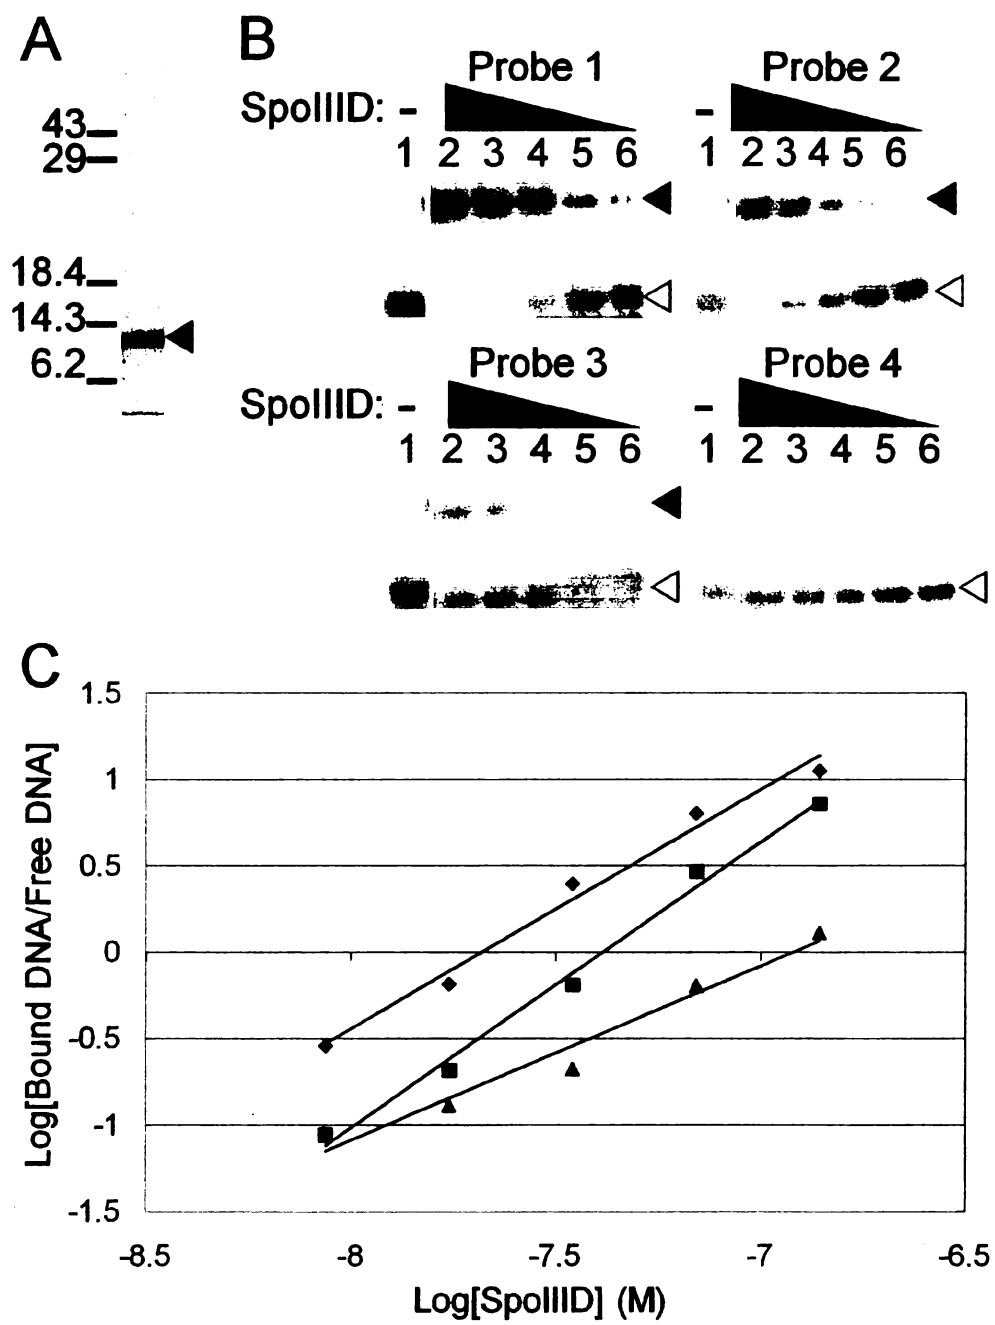 A
B
43
29
18.4
14.3
6.2
Probe 1
Probe 2
SpoIIID: -
-
1 2 3 4 5 6
1 2 3 4 5 6
Probe 3
Probe 4
SpoIIID: -
-
1 2 3 4 5 6
1 2 3 4 5 6
C
Log[Bound DNA/Free DNA]
1.5
1
0.5
0
-0.5
-1
-1.5
-8.5 -8 -7.5 -7 -6.5
Log[SpoIIID] (M)